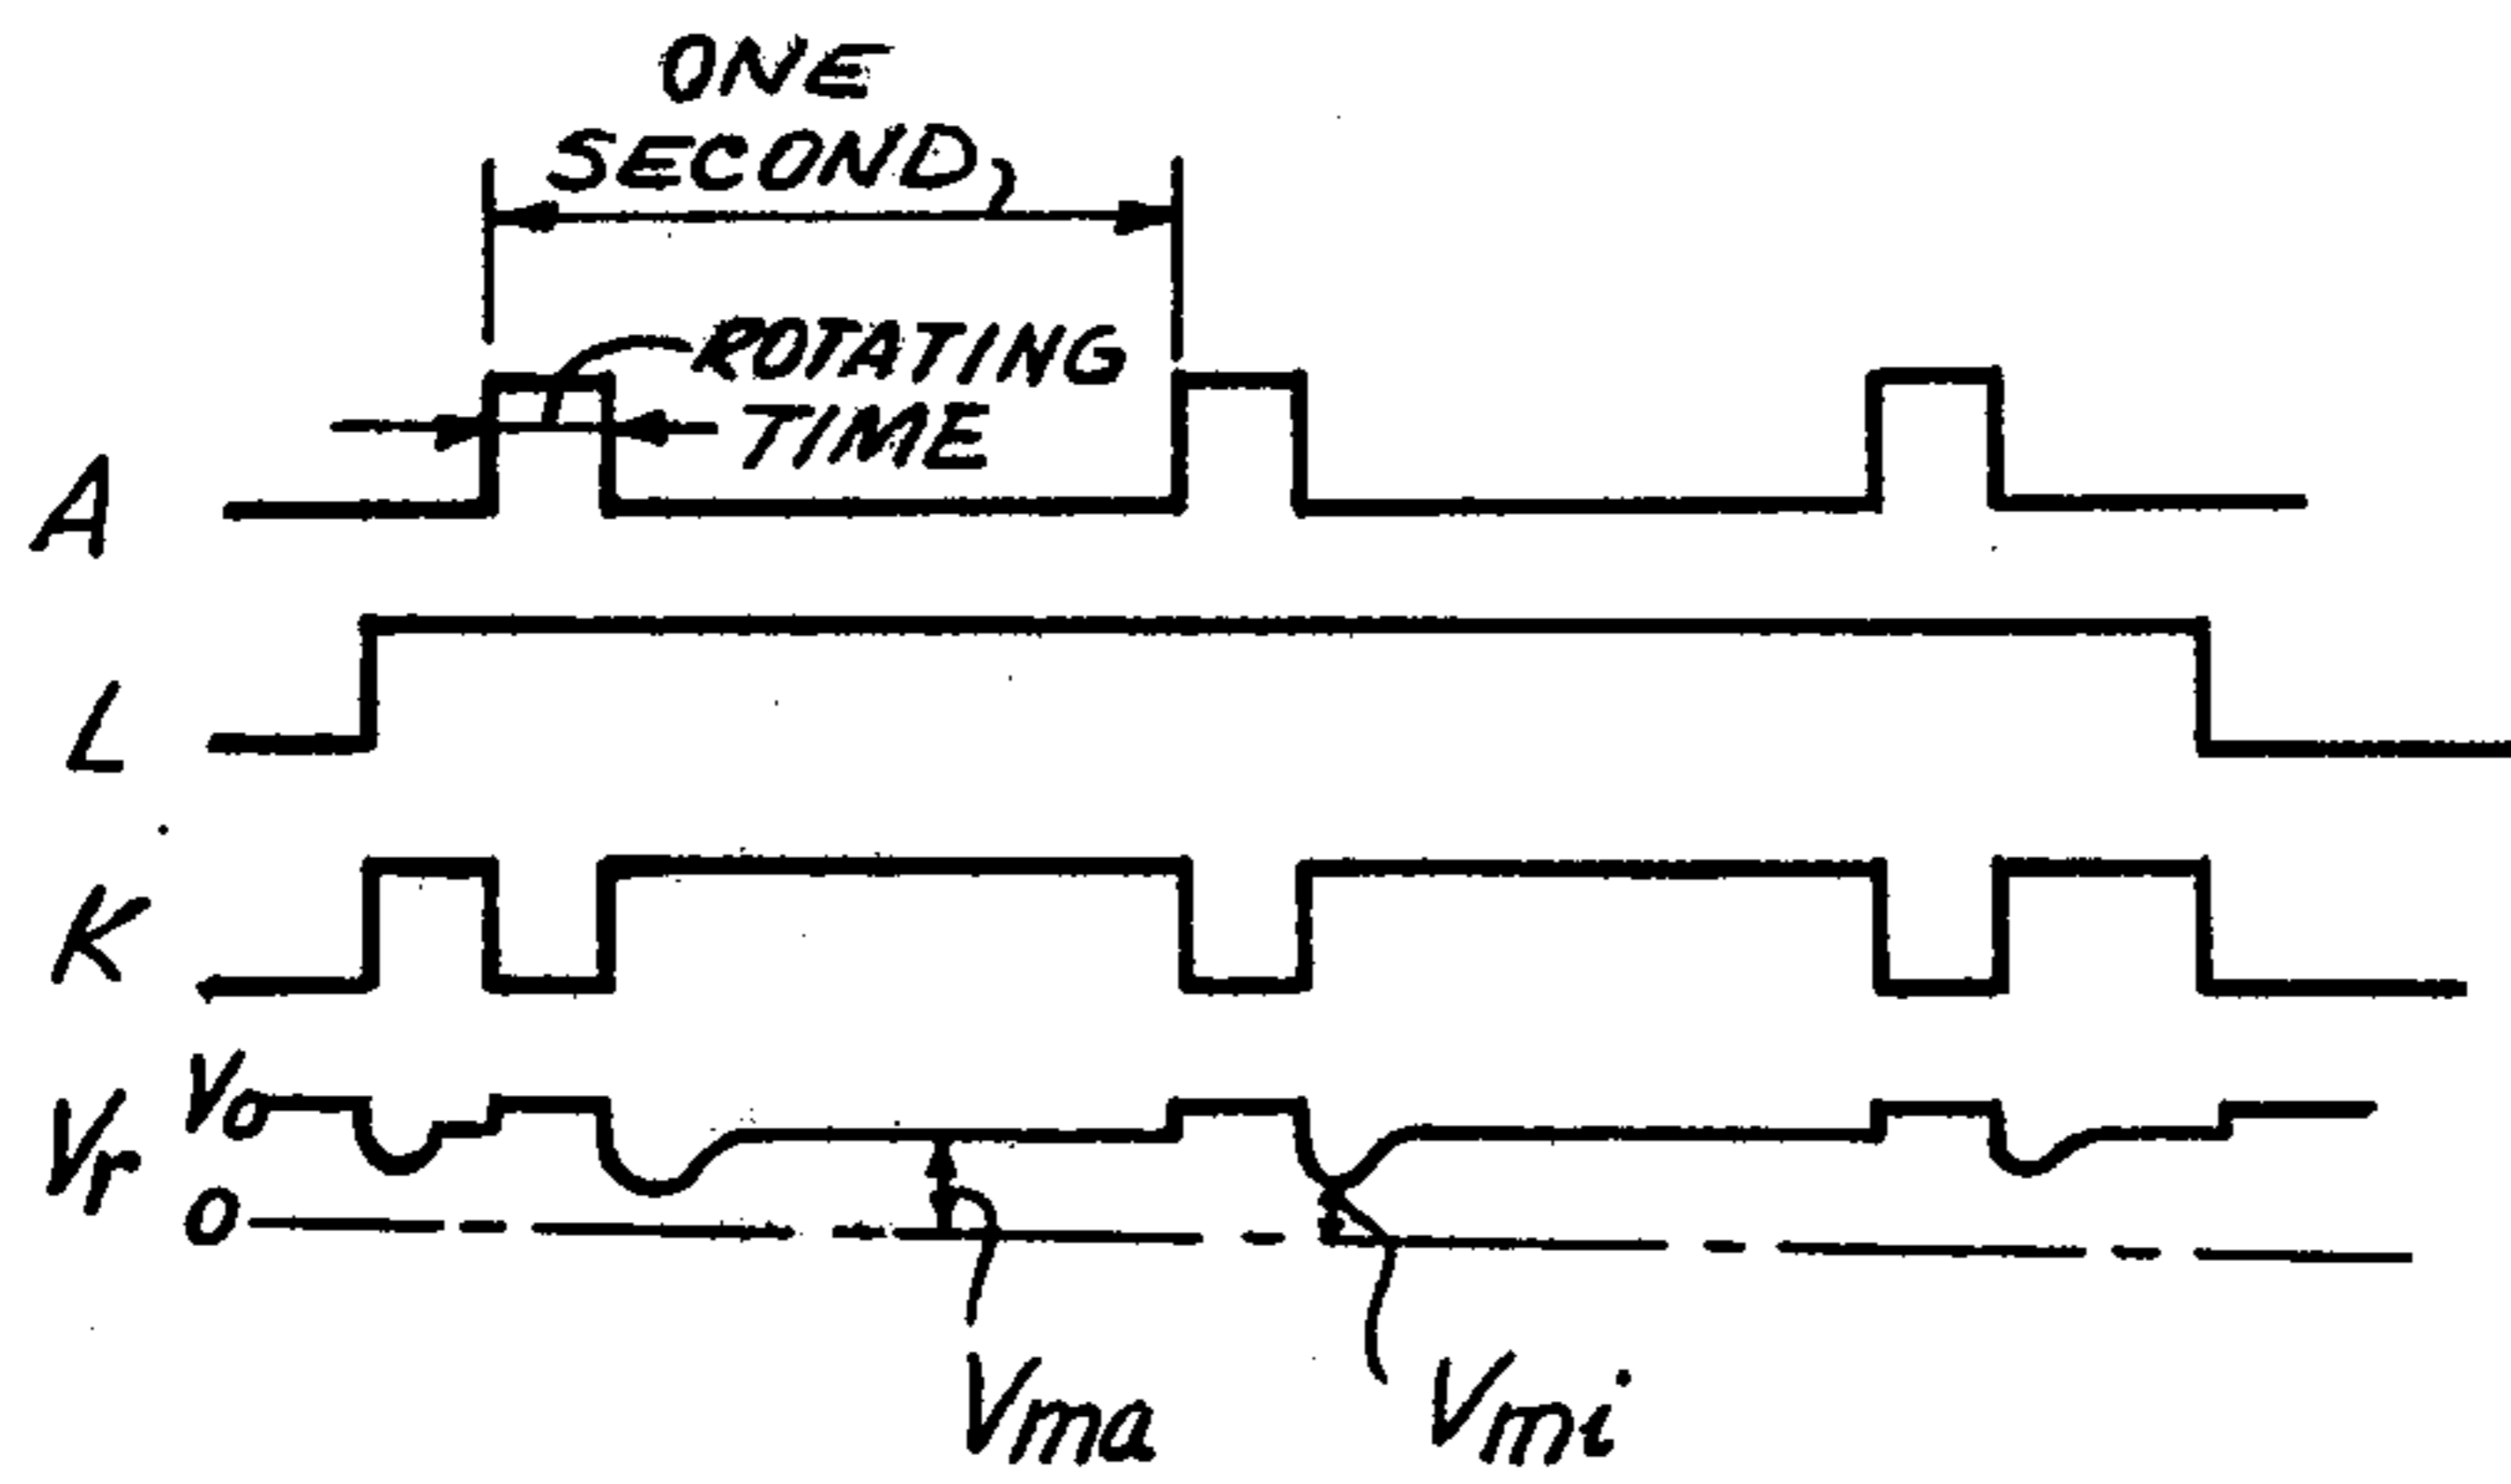 ONE
SECOND
ROTATING
TIME
A
L
K
Vo
Vr
O
Vma
Vmi